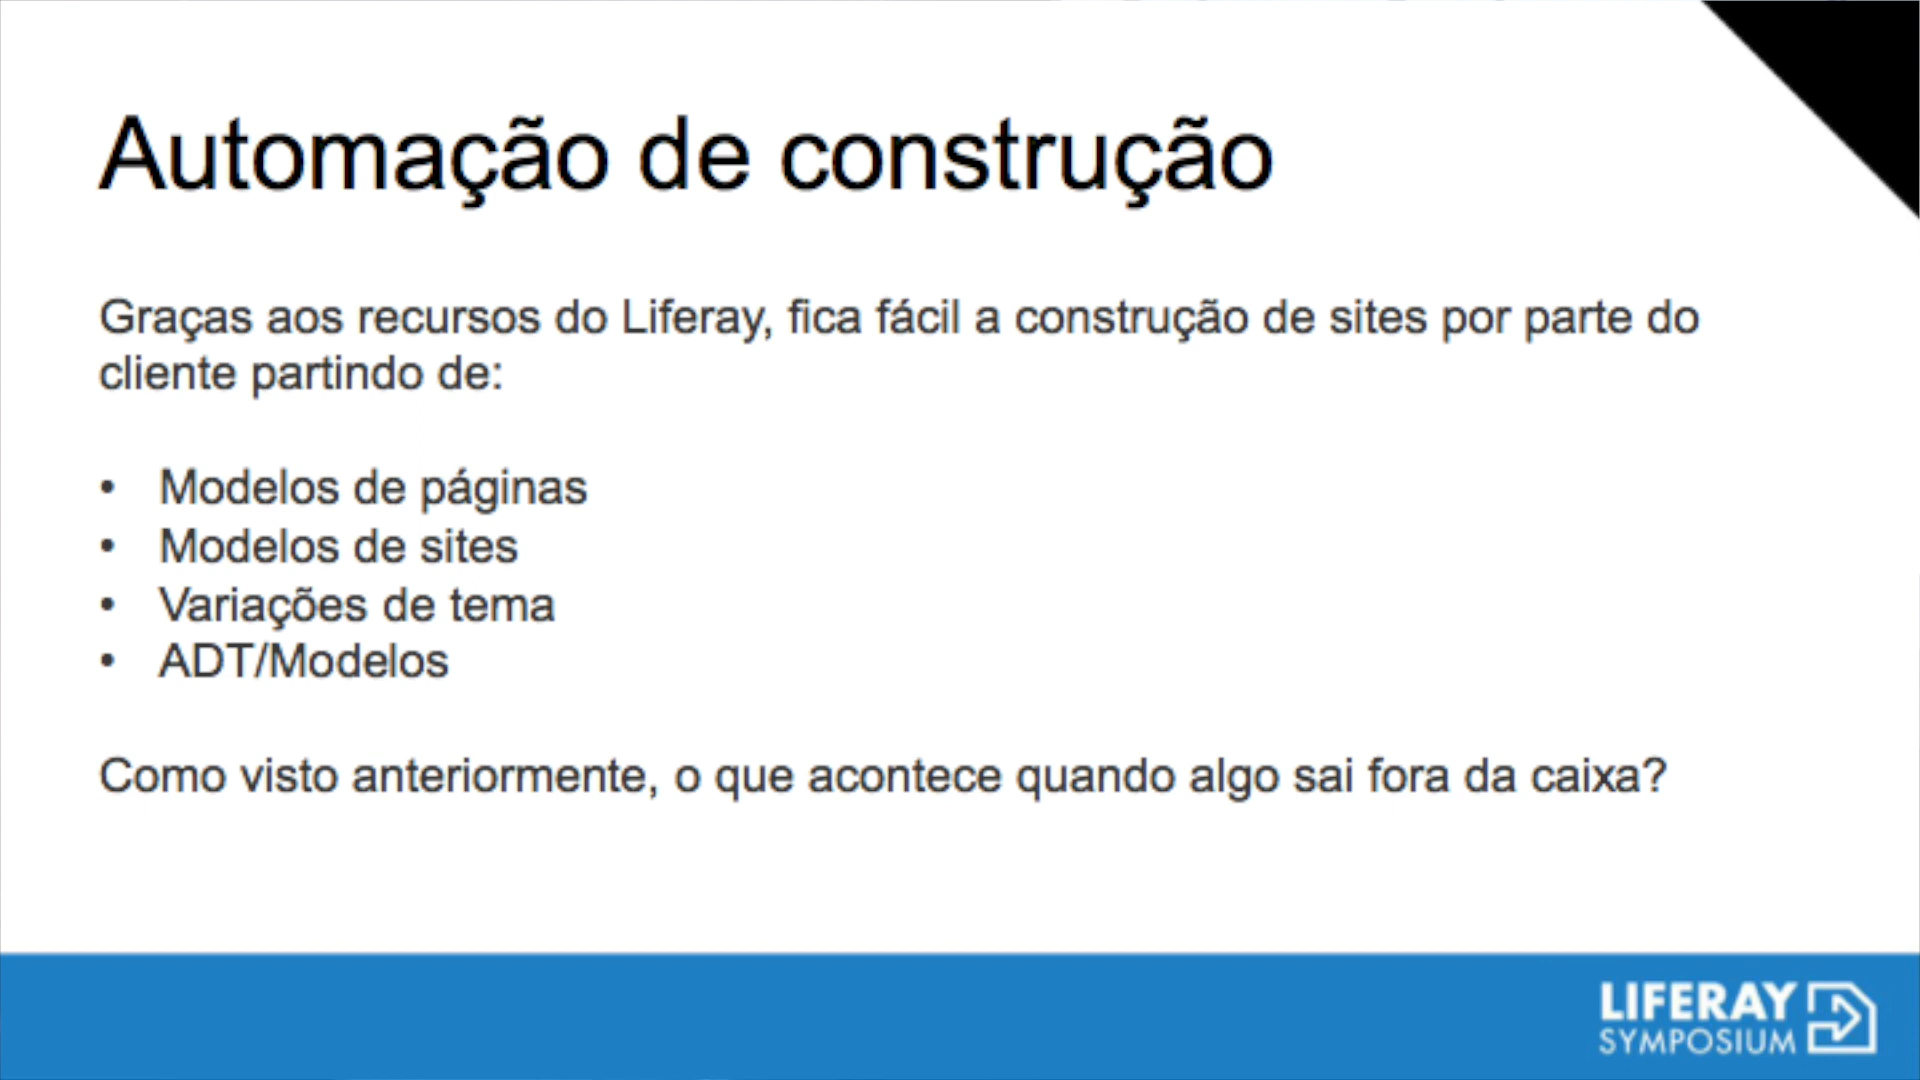 Automação de construção
Graças aos recursos do Liferay, fica fácil a construção de sites por parte do
cliente partindo de:
• Modelos de páginas
• Modelos de sites
• Variações de tema
• ADT/Modelos
Como visto anteriormente, o que acontece quando algo sai fora da caixa?
LIFERAY
SYMPOSIUM